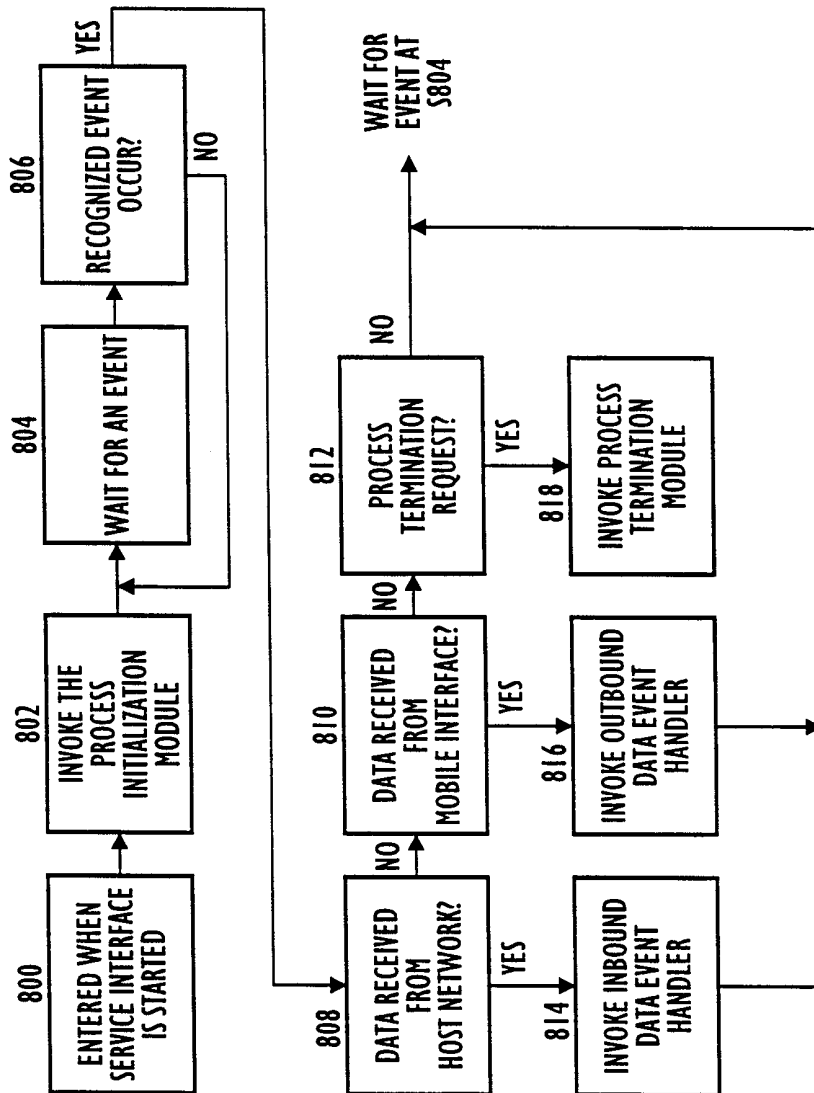 800
ENTERED WHEN
SERVICE INTERFACE
IS STARTED
802
INVOKE THE
PROCESS
INITIALIZATION
MODULE
804
WAIT FOR AN EVENT
806
RECOGNIZED EVENT
OCCUR?
YES
NO
808
DATA RECEIVED
FROM
HOST NETWORK?
NO
YES
810
DATA RECEIVED
FROM
MOBILE INTERFACE?
NO
YES
812
PROCESS
TERMINATION
REQUEST?
NO
YES
WAIT FOR
EVENT AT
S804
814
INVOKE INBOUND
DATA EVENT
HANDLER
816
INVOKE OUTBOUND
DATA EVENT
HANDLER
818
INVOKE PROCESS
TERMINATION
MODULE